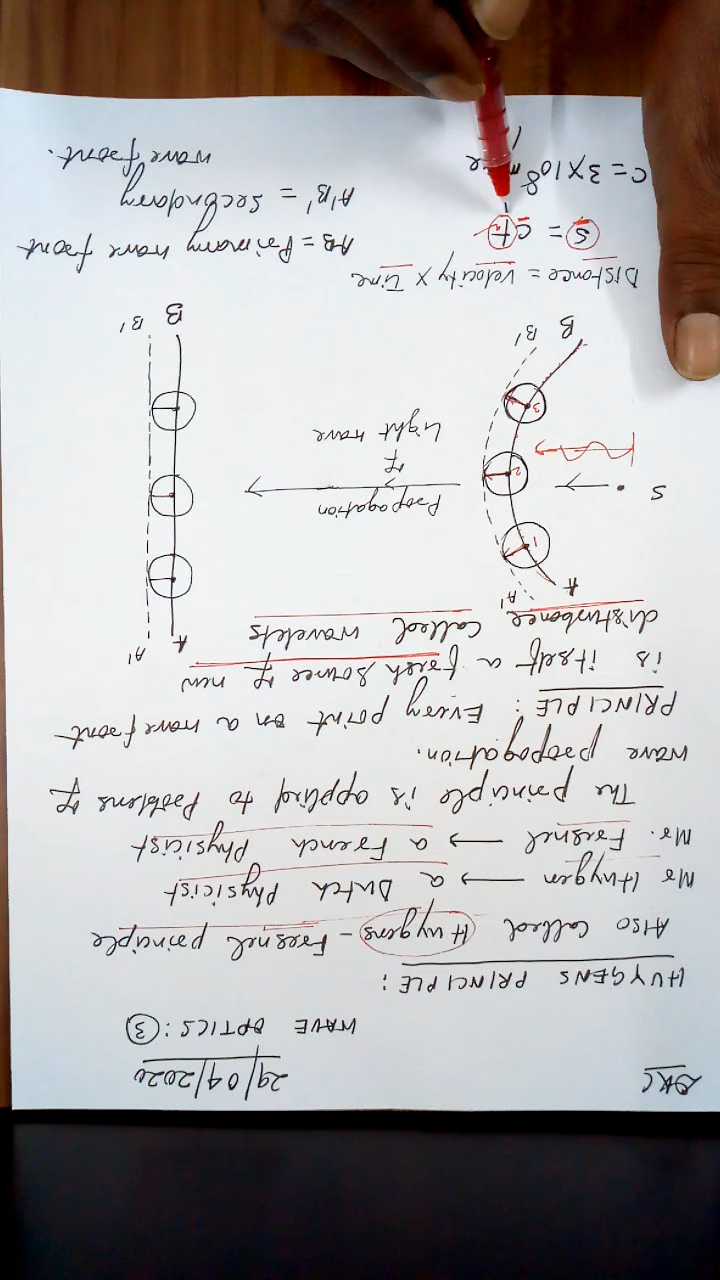 DKC
29/04/2020
WAVE OPTICS: 3
HUYGENS PRINCIPLE:
Also called Huygens - Fresnel principle
Mr Huygen → a Dutch Physicist
Mr. Fresnel → a French Physicist
The principle is applied to Problems of
wave propagation.
PRINCIPLE: Every point on a wave front
is itself a fresh source of new
disturbance called wavelets
A A'
A' A
1
S
2
Propagation
of
Light wave
3
B B'
B B'
Distance = velocity × Time
S = ct
C = 3×10⁸ m
AB = Primary wave front
A'B' = Secondary
wave front.